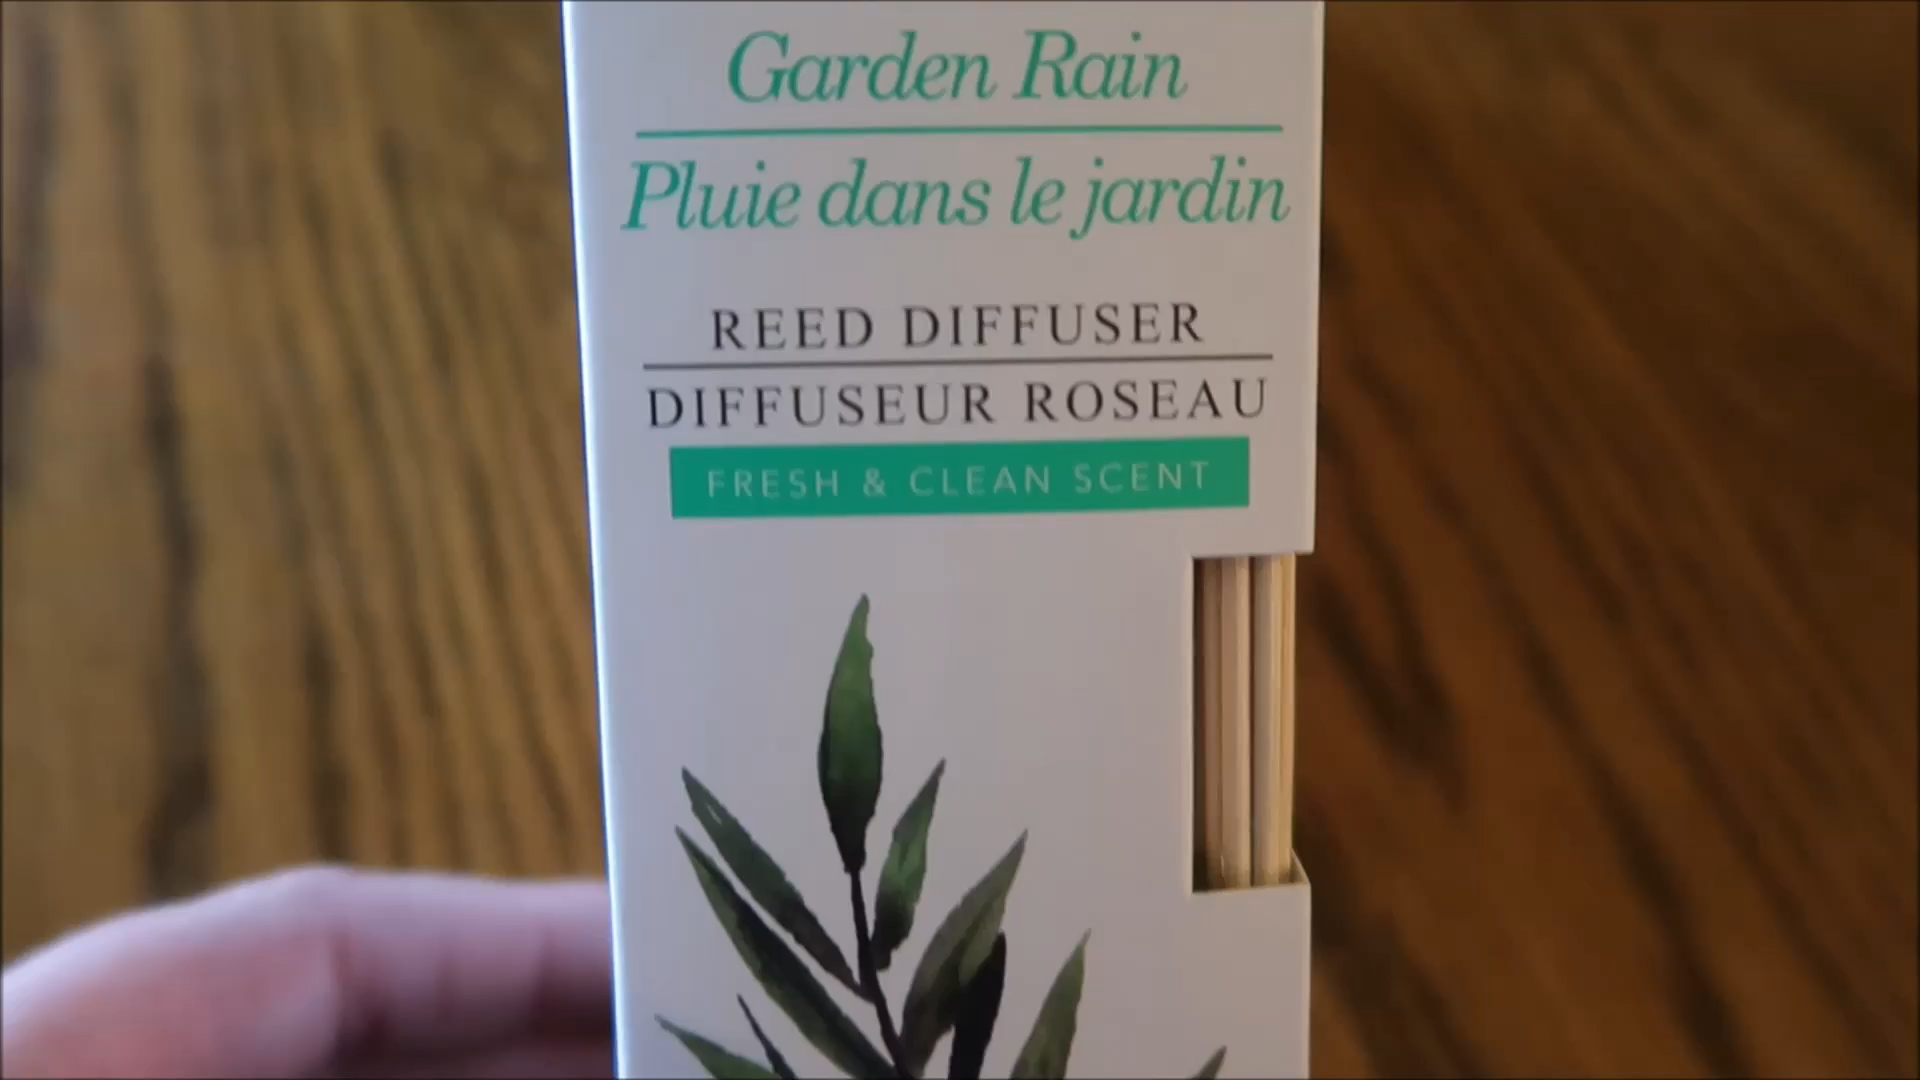 Garden Rain
Pluie dans le jardin
REED DIFFUSER
DIFFUSEUR ROSEAU
FRESH & CLEAN SCENT